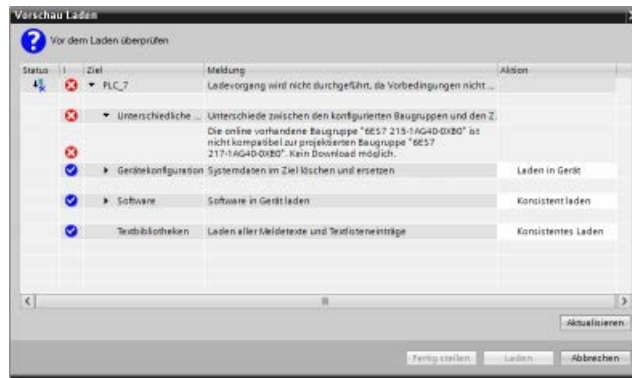 Vorschau Laden
Vor dem Laden überprüfen
Status ! Ziel Meldung Aktion
PLC_7 Ladevorgang wird nicht durchgeführt, da Vorbedingungen nicht ...
Unterschiedliche ... Unterschiede zwischen den konfigurierten Baugruppen und den Z
Die online vorhandene Baugruppe "6ES7 215-1AG40-0XB0" ist
nicht kompatibel zur projektierten Baugruppe "6ES7
217-1AG40-0XB0". Kein Download möglich.
Gerätekonfiguration Systemdaten im Ziel löschen und ersetzen Laden in Gerät
Software Software in Gerät laden Konsistent laden
Textbibliotheken Laden aller Meldetexte und Textlisteneinträge Konsistentes Laden
Aktualisieren
Fertig stellen Laden Abbrechen